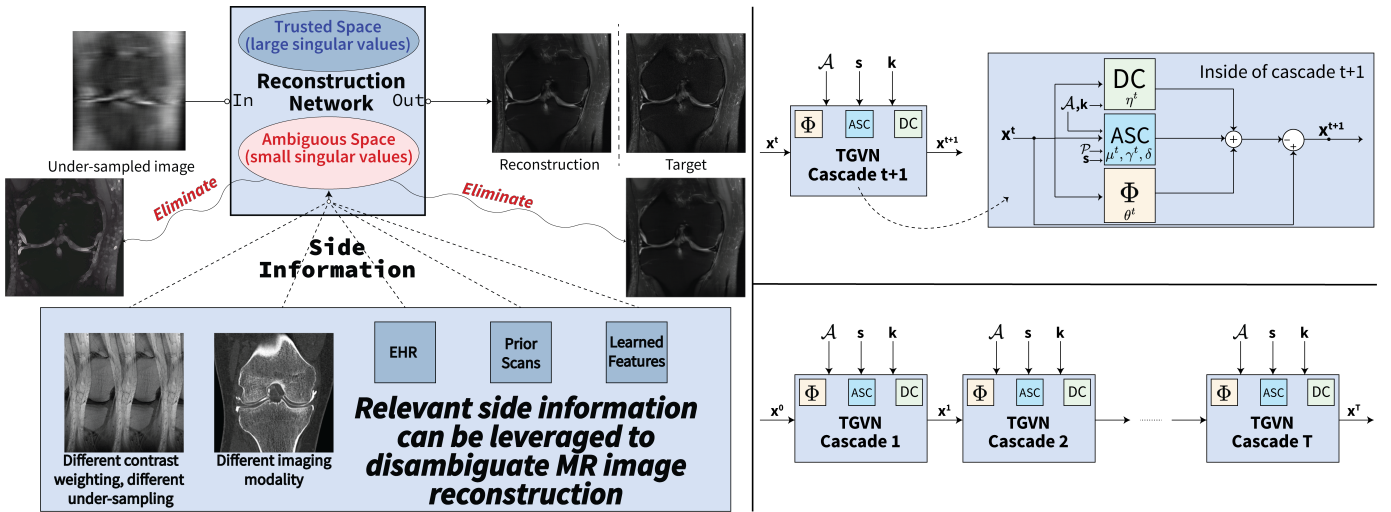 Trusted Space
(large singular values)
Reconstruction
Network
In
Out
Ambiguous Space
(small singular values)
Under-sampled image
Reconstruction
Target
Eliminate
Eliminate
Side
Information
EHR
Prior
Scans
Learned
Features
Different contrast
weighting, different
under-sampling
Different imaging
modality
Relevant side information
can be leveraged to
disambiguate MR image
reconstruction
𝒜 s k
Φ ASC DC
x^t
x^{t+1}
TGVN
Cascade t+1
Inside of cascade t+1
DC
η^t
𝒜,k
x^t
ASC
μ^t, γ^t, δ
𝒫
s
Φ
θ^t
+
−
+
x^{t+1}
𝒜 s k
Φ ASC DC
x^0
TGVN
Cascade 1
x^1
𝒜 s k
Φ ASC DC
TGVN
Cascade 2
........
𝒜 s k
Φ ASC DC
TGVN
Cascade T
x^T